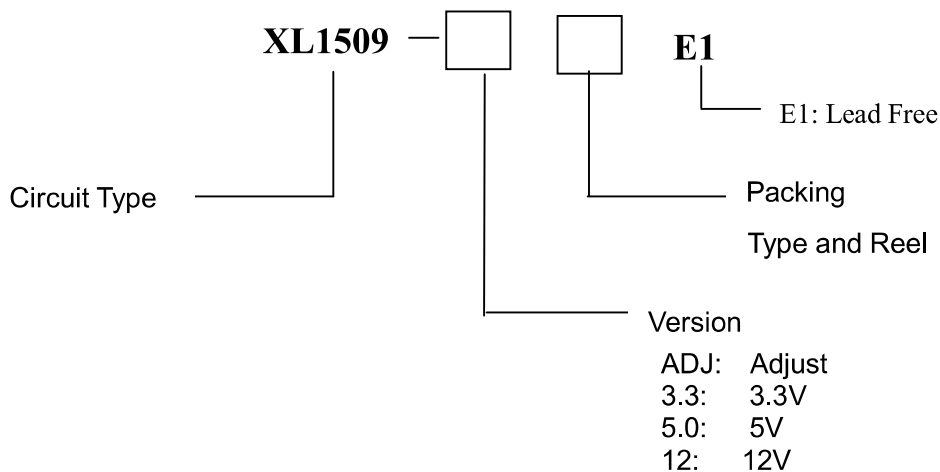 XL1509 — E1
E1: Lead Free
Circuit Type
Packing
Type and Reel
Version
ADJ: Adjust
3.3: 3.3V
5.0: 5V
12: 12V